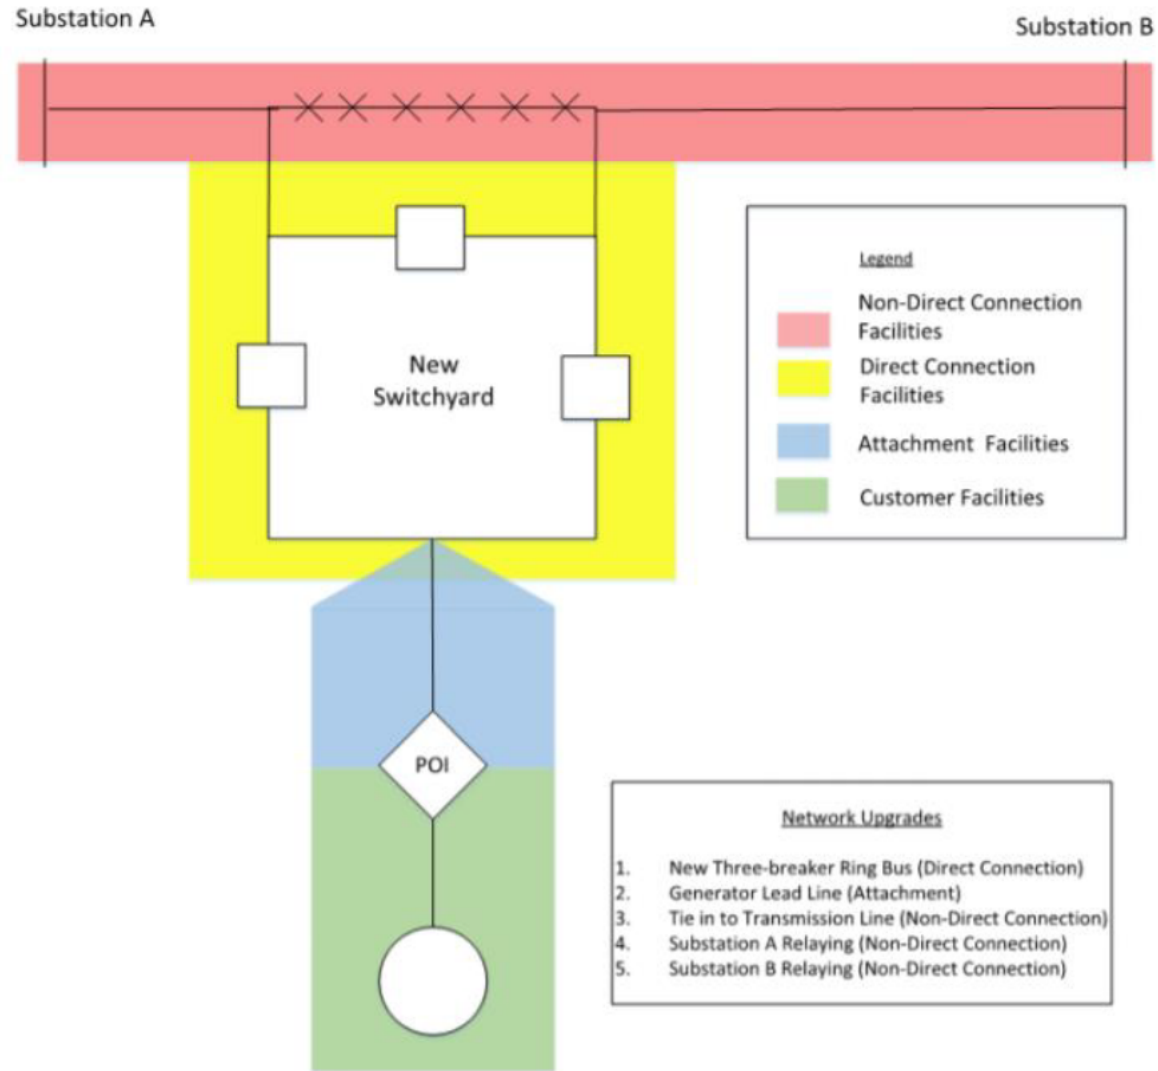 Substation A
Substation B
Legend
Non-Direct Connection
Facilities
Direct Connection
Facilities
Attachment Facilities
Customer Facilities
New
Switchyard
POI
Network Upgrades
1. New Three-breaker Ring Bus (Direct Connection)
2. Generator Lead Line (Attachment)
3. Tie in to Transmission Line (Non-Direct Connection)
4. Substation A Relaying (Non-Direct Connection)
5. Substation B Relaying (Non-Direct Connection)